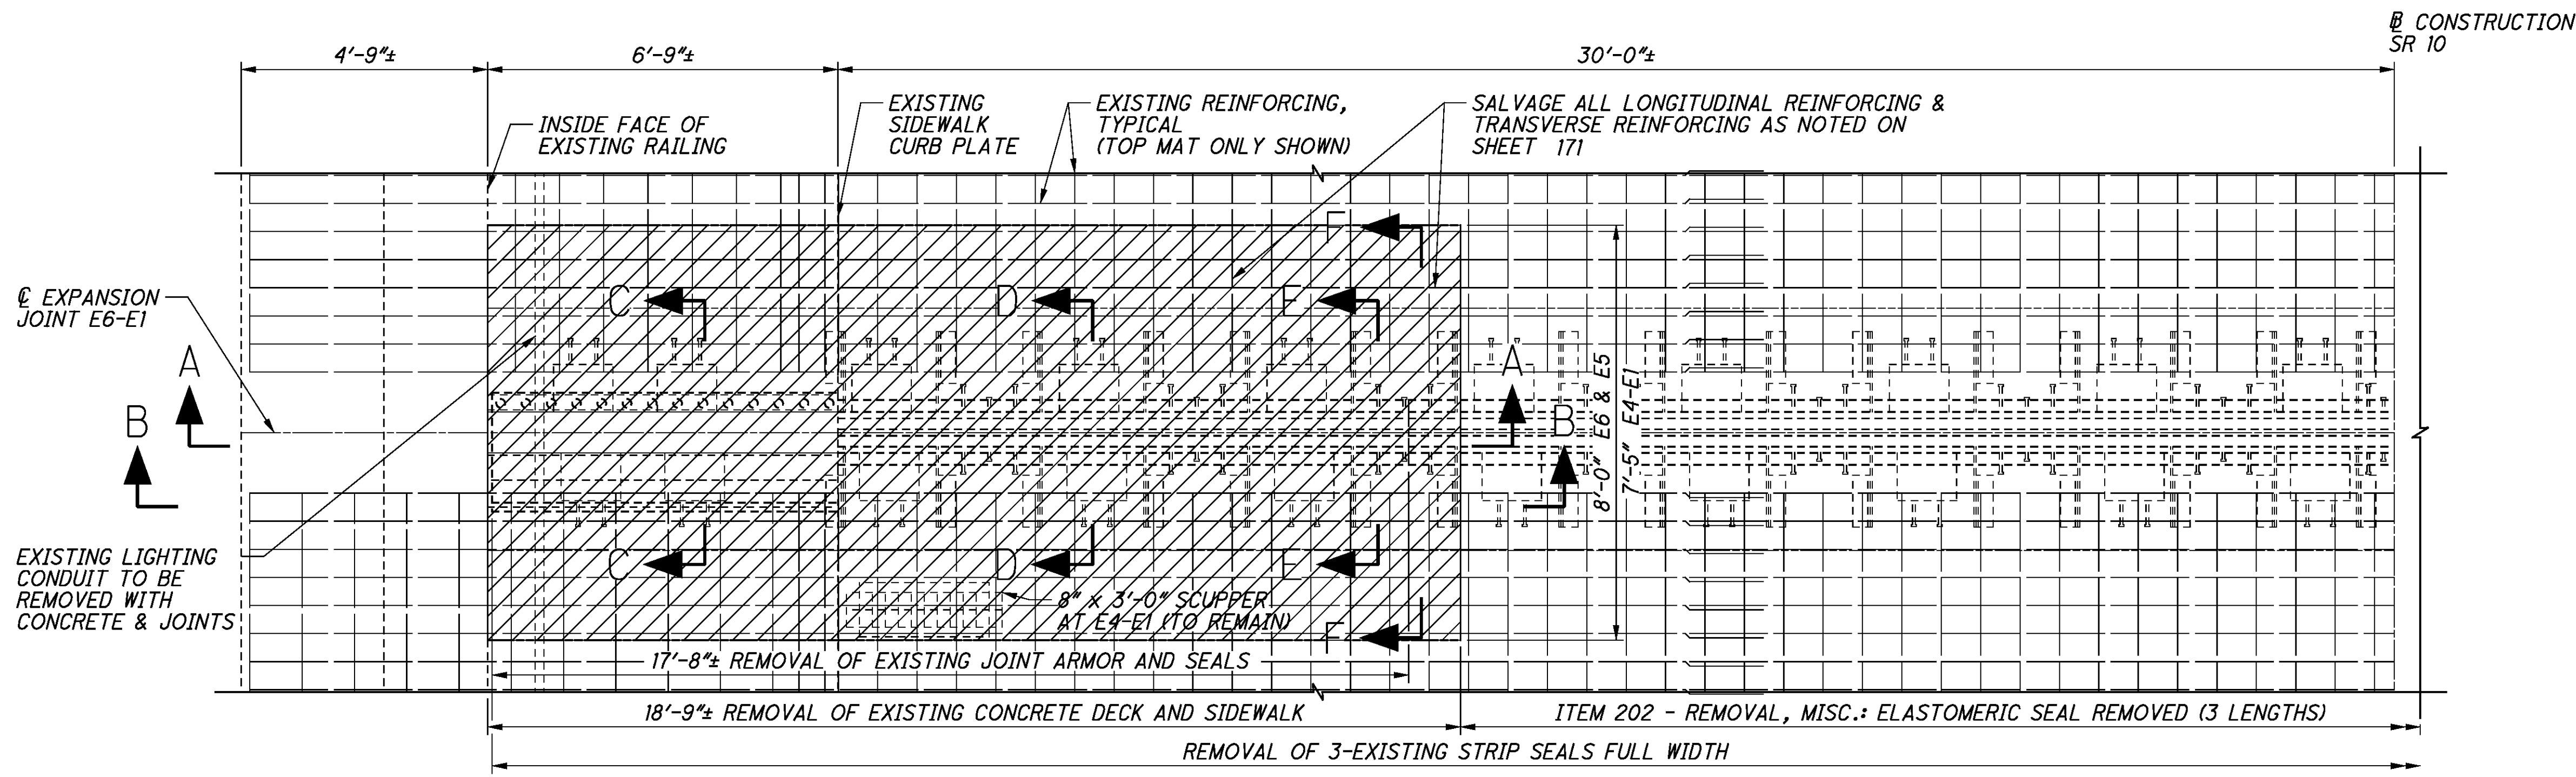 ℄ CONSTRUCTION
SR 10
4'-9"±
6'-9"±
30'-0"±
INSIDE FACE OF
EXISTING RAILING
EXISTING
SIDEWALK
CURB PLATE
EXISTING REINFORCING,
TYPICAL
(TOP MAT ONLY SHOWN)
SALVAGE ALL LONGITUDINAL REINFORCING &
TRANSVERSE REINFORCING AS NOTED ON
SHEET 171
F
℄ EXPANSION
JOINT E6-E1
C
D
E
A
A
B
B
8'-0" E6 & E5
7'-5" E4-E1
EXISTING LIGHTING
CONDUIT TO BE
REMOVED WITH
CONCRETE & JOINTS
C
D
E
8" x 3'-0" SCUPPER
AT E4-E1 (TO REMAIN)
F
17'-8"± REMOVAL OF EXISTING JOINT ARMOR AND SEALS
18'-9"± REMOVAL OF EXISTING CONCRETE DECK AND SIDEWALK
ITEM 202 - REMOVAL, MISC.: ELASTOMERIC SEAL REMOVED (3 LENGTHS)
REMOVAL OF 3-EXISTING STRIP SEALS FULL WIDTH